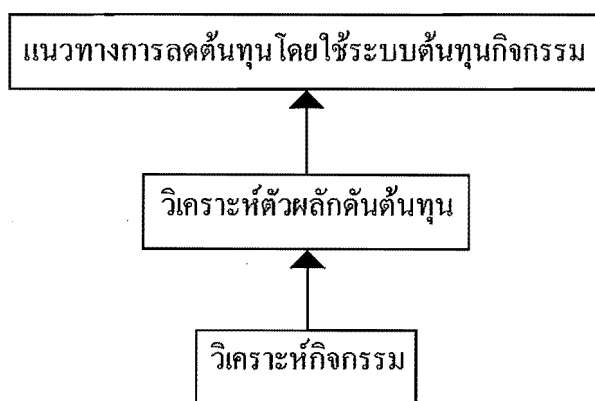 แนวทางการลดต้นทุนโดยใช้ระบบต้นทุนกิจกรรม
วิเคราะห์ตัวผลักดันต้นทุน
วิเคราะห์กิจกรรม